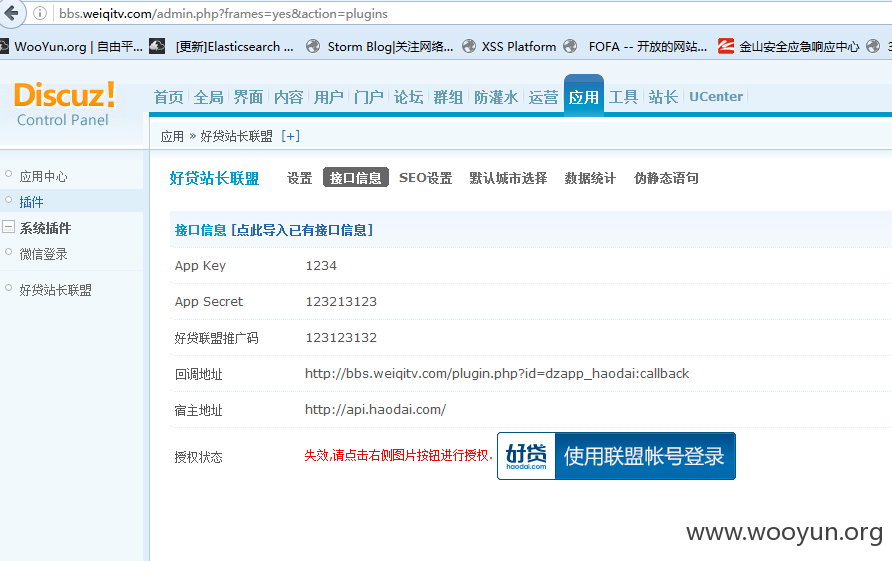 bbs.weiqitv.com/admin.php?frames=yes&action=plugins
WooYun.org | 自由平... [更新]Elasticsearch ... Storm Blog|关注网络... XSS Platform FOFA -- 开放的网站... 金山安全应急响应中心
Discuz!
Control Panel
首页 全局 界面 内容 用户 门户 论坛 群组 防灌水 运营 应用 工具 站长 UCenter
应用 » 好贷站长联盟 [+]
应用中心
插件
系统插件
微信登录
好贷站长联盟
好贷站长联盟 设置 接口信息 SEO设置 默认城市选择 数据统计 伪静态语句
接口信息 [点此导入已有接口信息]
App Key 1234
App Secret 123213123
好贷联盟推广码 123123132
回调地址 http://bbs.weiqitv.com/plugin.php?id=dzapp_haodai:callback
宿主地址 http://api.haodai.com/
授权状态 失效,请点击右侧图片按钮进行授权. 好贷 haodai.com 使用联盟帐号登录
www.wooyun.org